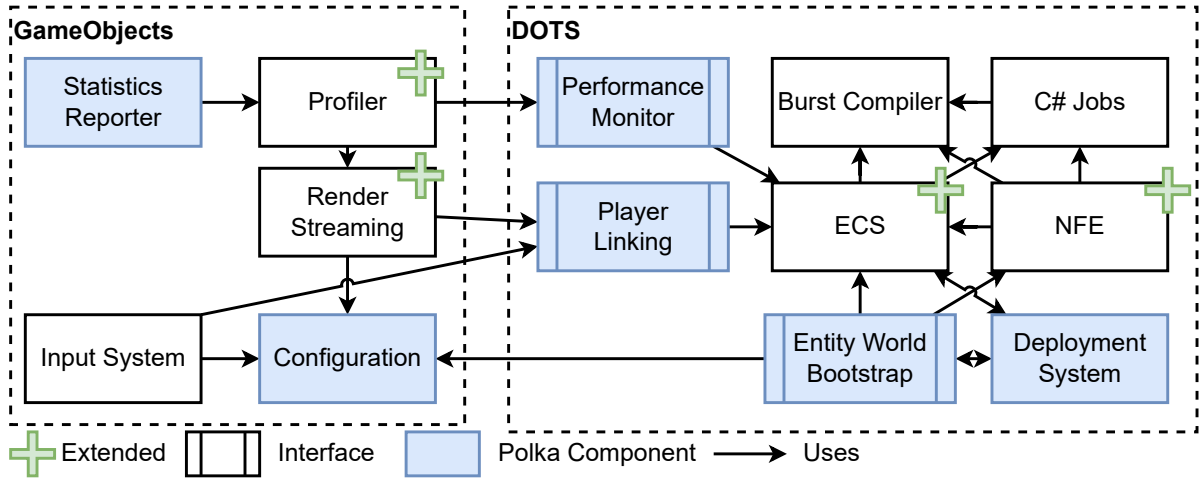 GameObjects
DOTS
Statistics
Reporter
Profiler
Performance
Monitor
Burst Compiler
C# Jobs
Render
Streaming
Player
Linking
ECS
NFE
Input System
Configuration
Entity World
Bootstrap
Deployment
System
Extended
Interface
Polka Component
Uses